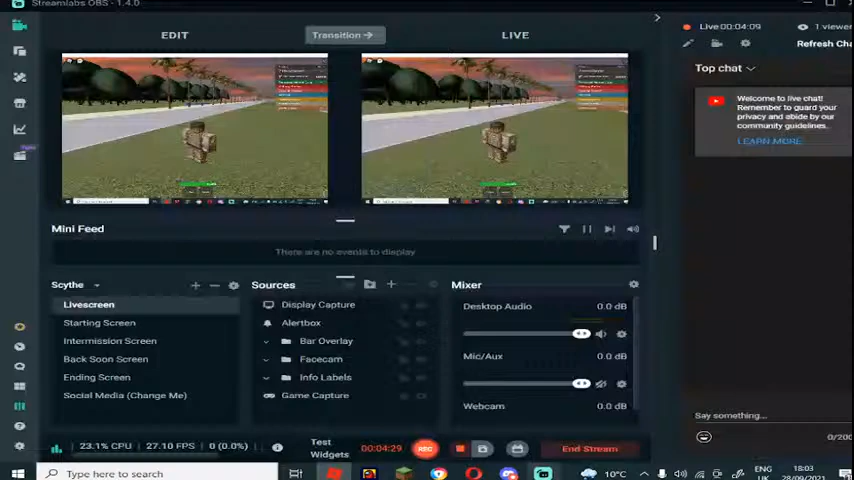 Streamlabs OBS - 1.4.0
EDIT
Transition
LIVE
Live 00:04:09
1 viewer
Refresh Cha
Top chat
Welcome to live chat!
Remember to guard your
privacy and abide by our
community guidelines.
LEARN MORE
Mini Feed
There are no events to display
Scythe
Sources
Mixer
Livescreen
Starting Screen
Intermission Screen
Back Soon Screen
Ending Screen
Social Media (Change Me)
Display Capture
Alertbox
Bar Overlay
Facecam
Info Labels
Game Capture
Desktop Audio
0.0 dB
Mic/Aux
0.0 dB
Webcam
0.0 dB
Say something...
0/200
23.1% CPU
27.10 FPS
0 (0.0%)
Test
Widgets
00:04:29
REC
End Stream
Type here to search
10°C
ENG
UK
18:03
28/09/2021